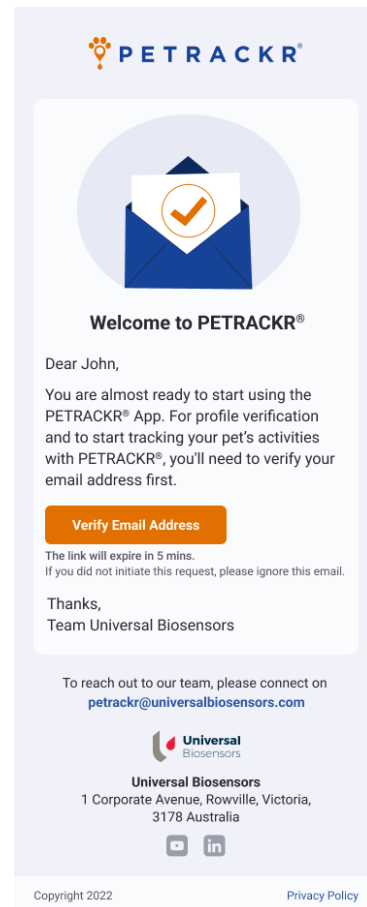 PETRACKR®
Welcome to PETRACKR®
Dear John,
You are almost ready to start using the
PETRACKR® App. For profile verification
and to start tracking your pet's activities
with PETRACKR®, you'll need to verify your
email address first.
Verify Email Address
The link will expire in 5 mins.
If you did not initiate this request, please ignore this email.
Thanks,
Team Universal Biosensors
To reach out to our team, please connect on
petrackr@universalbiosensors.com
Universal
Biosensors
Universal Biosensors
1 Corporate Avenue, Rowville, Victoria,
3178 Australia
in
Copyright 2022 Privacy Policy